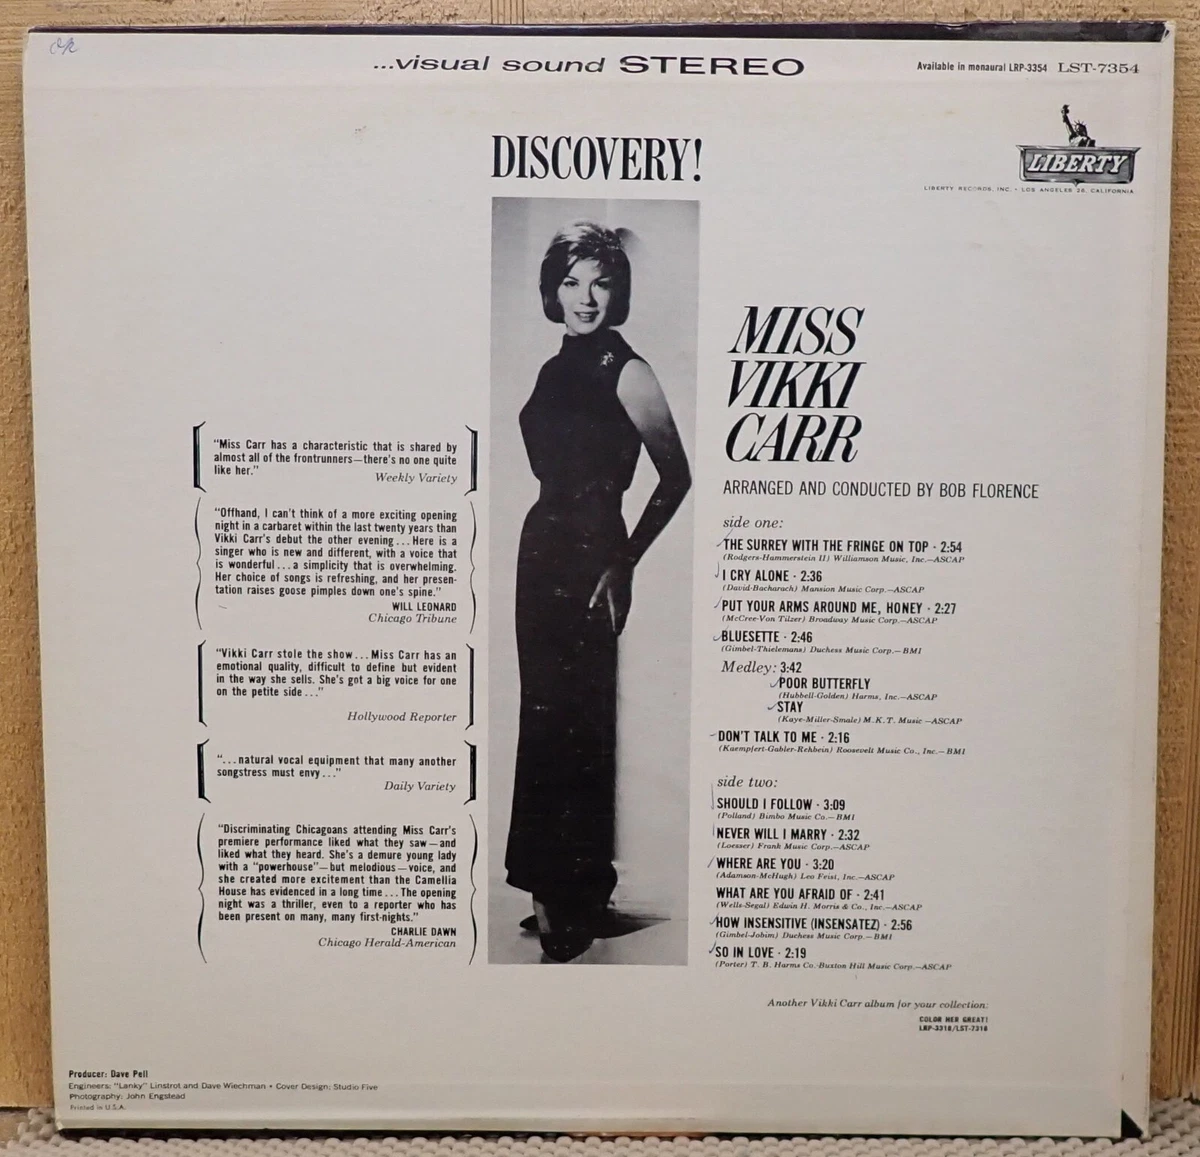 OK
...visual sound STEREO
Available in monaural LRP-3354 LST-7354
DISCOVERY!
LIBERTY
LIBERTY RECORDS, INC. • LOS ANGELES 28, CALIFORNIA
"Miss Carr has a characteristic that is shared by
almost all of the frontrunners—there's no one quite
like her."
Weekly Variety
"Offhand, I can't think of a more exciting opening
night in a carbaret within the last twenty years than
Vikki Carr's debut the other evening...Here is a
singer who is new and different, with a voice that
is wonderful...a simplicity that is overwhelming.
Her choice of songs is refreshing, and her presen-
tation raises goose pimples down one's spine."
WILL LEONARD
Chicago Tribune
"Vikki Carr stole the show...Miss Carr has an
emotional quality, difficult to define but evident
in the way she sells. She's got a big voice for one
on the petite side..."
Hollywood Reporter
"...natural vocal equipment that many another
songstress must envy..."
Daily Variety
"Discriminating Chicagoans attending Miss Carr's
premiere performance liked what they saw—and
liked what they heard. She's a demure young lady
with a "powerhouse"—but melodious—voice, and
she created more excitement than the Camellia
House has evidenced in a long time...The opening
night was a thriller, even to a reporter who has
been present on many, many first-nights."
CHARLIE DAWN
Chicago Herald-American
MISS
VIKKI
CARR
ARRANGED AND CONDUCTED BY BOB FLORENCE
side one:
THE SURREY WITH THE FRINGE ON TOP · 2:54
(Rodgers-Hammerstein II) Williamson Music, Inc.—ASCAP
I CRY ALONE · 2:36
(David-Bacharach) Mansion Music Corp.—ASCAP
PUT YOUR ARMS AROUND ME, HONEY · 2:27
(McCree-Von Tilzer) Broadway Music Corp.—ASCAP
BLUESETTE · 2:46
(Gimbel-Thielemans) Duchess Music Corp.—BMI
Medley: 3:42
POOR BUTTERFLY
(Hubbell-Golden) Harms, Inc.—ASCAP
STAY
(Kaye-Miller-Smale) M.K.T. Music —ASCAP
DON'T TALK TO ME · 2:16
(Kaempfert-Gabler-Rehbein) Roosevelt Music Co., Inc.—BMI
side two:
SHOULD I FOLLOW · 3:09
(Polland) Bimbo Music Co.—BMI
NEVER WILL I MARRY · 2:32
(Loesser) Frank Music Corp.—ASCAP
WHERE ARE YOU · 3:20
(Adamson-McHugh) Leo Feist, Inc.—ASCAP
WHAT ARE YOU AFRAID OF · 2:41
(Wells-Segal) Edwin H. Morris & Co., Inc.—ASCAP
HOW INSENSITIVE (INSENSATEZ) · 2:56
(Gimbel-Jobim) Duchess Music Corp.—BMI
SO IN LOVE · 2:19
(Porter) T. B. Harms Co.-Buxton Hill Music Corp.—ASCAP
Another Vikki Carr album for your collection:
COLOR HER GREAT!
LRP-3318/LST-7318
Producer: Dave Pell
Engineers: "Lanky" Linstrot and Dave Wiechman • Cover Design: Studio Five
Photography: John Engstead
Printed in U.S.A.